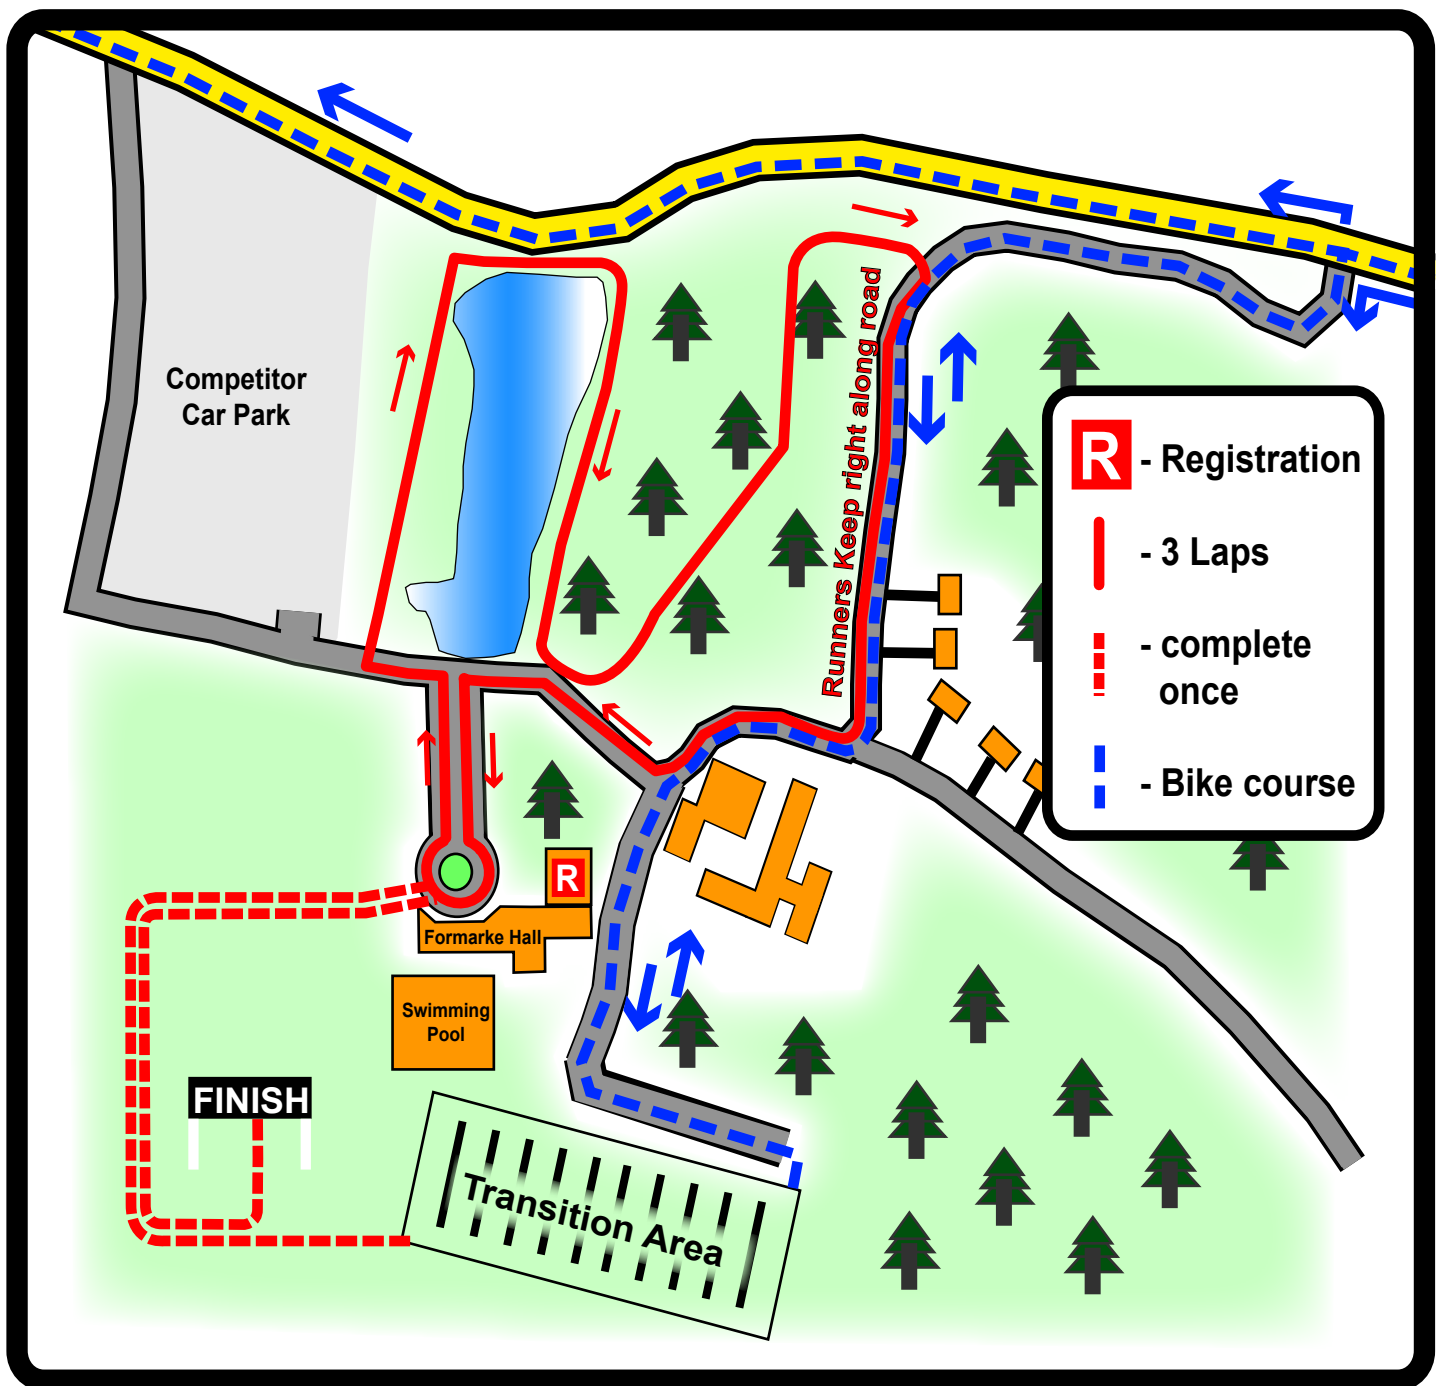 Competitor
Car Park
Runners Keep right along road
R
- Registration
- 3 Laps
- complete
once
- Bike course
R
Formarke Hall
Swimming
Pool
FINISH
Transition Area